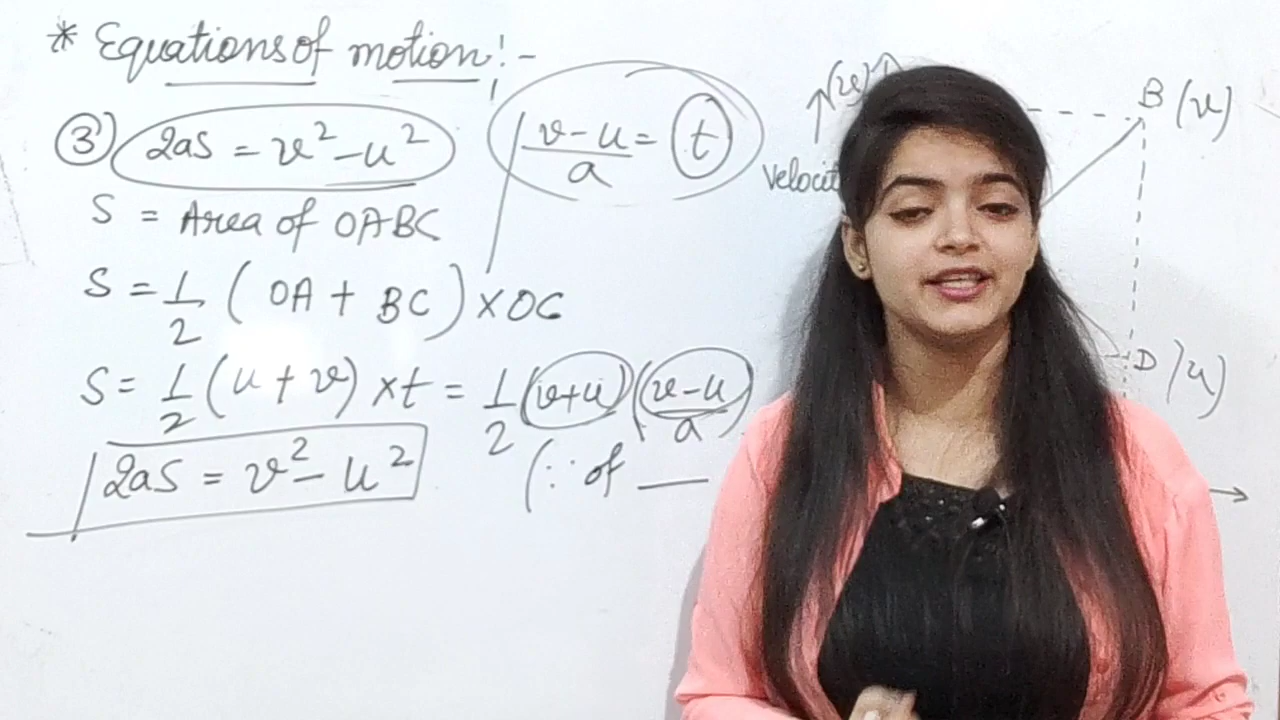 * Equations of motion :-
③ 2as = v² - u²
v - u / a = t
S = Area of OABC
S = 1/2 ( OA + BC ) × OC
S = 1/2 (u + v) × t = 1/2 (v+u) (v-u / a)
2as = v² - u²
(∵ of __
B (v)
D (u)